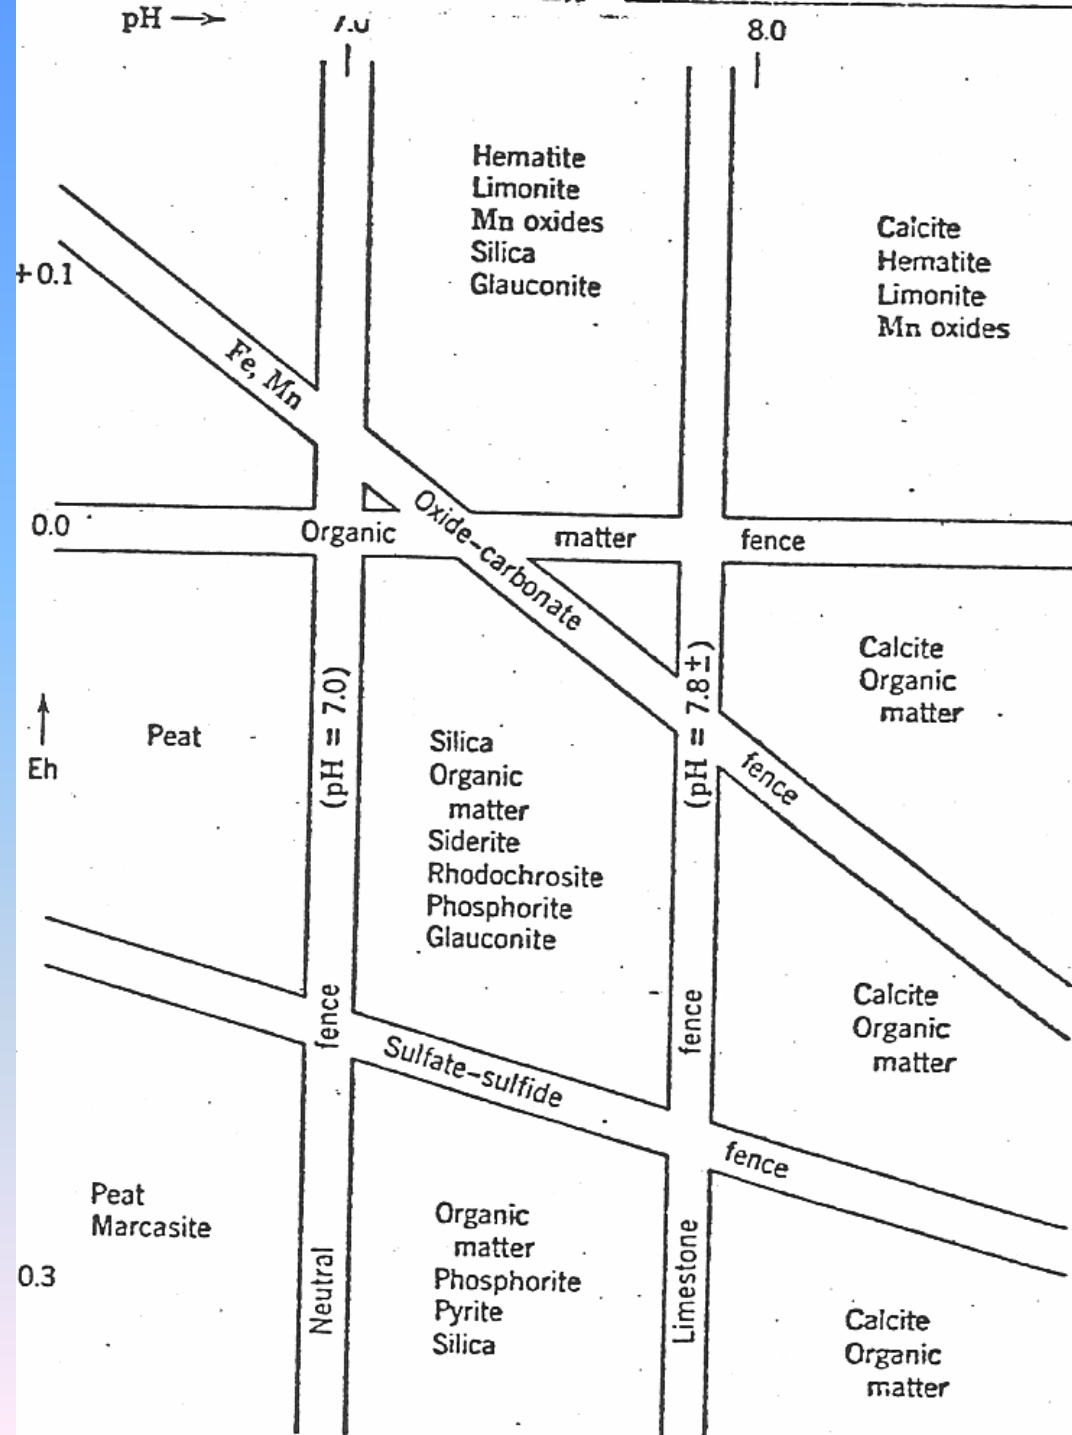 pH →
7.0
8.0
Hematite
Limonite
Mn oxides
Silica
Glauconite
Calcite
Hematite
Limonite
Mn oxides
+0.1
Fe, Mn
Oxide-carbonate
fence
0.0
Organic matter fence
Calcite
Organic
matter
(pH = 7.0)
(pH = 7.8±)
Peat
Eh
Silica
Organic
matter
Siderite
Rhodochrosite
Phosphorite
Glauconite
fence
fence
Calcite
Organic
matter
Sulfate-sulfide
fence
Peat
Marcasite
Organic
matter
Phosphorite
Pyrite
Silica
Neutral
Limestone
0.3
Calcite
Organic
matter